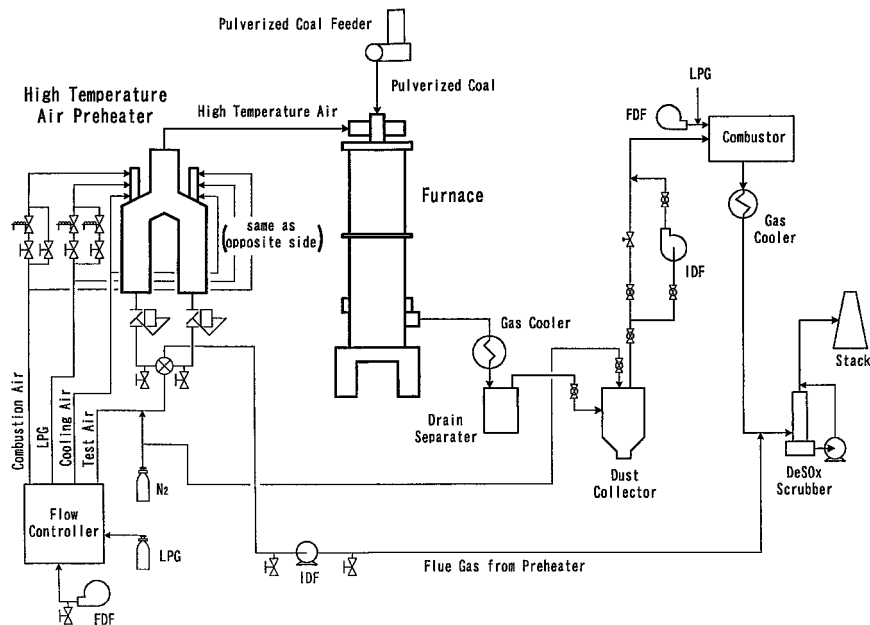 Pulverized Coal Feeder
LPG
High Temperature
Air Preheater
High Temperature Air
Pulverized Coal
FDF
Combustor
Furnace
(same as
opposite side)
Gas
Cooler
IDF
Gas Cooler
Stack
Combustion Air
LPG
Cooling Air
Test Air
Drain
Separater
Dust
Collector
DeSOx
Scrubber
N2
Flow
Controller
LPG
IDF
Flue Gas from Preheater
FDF